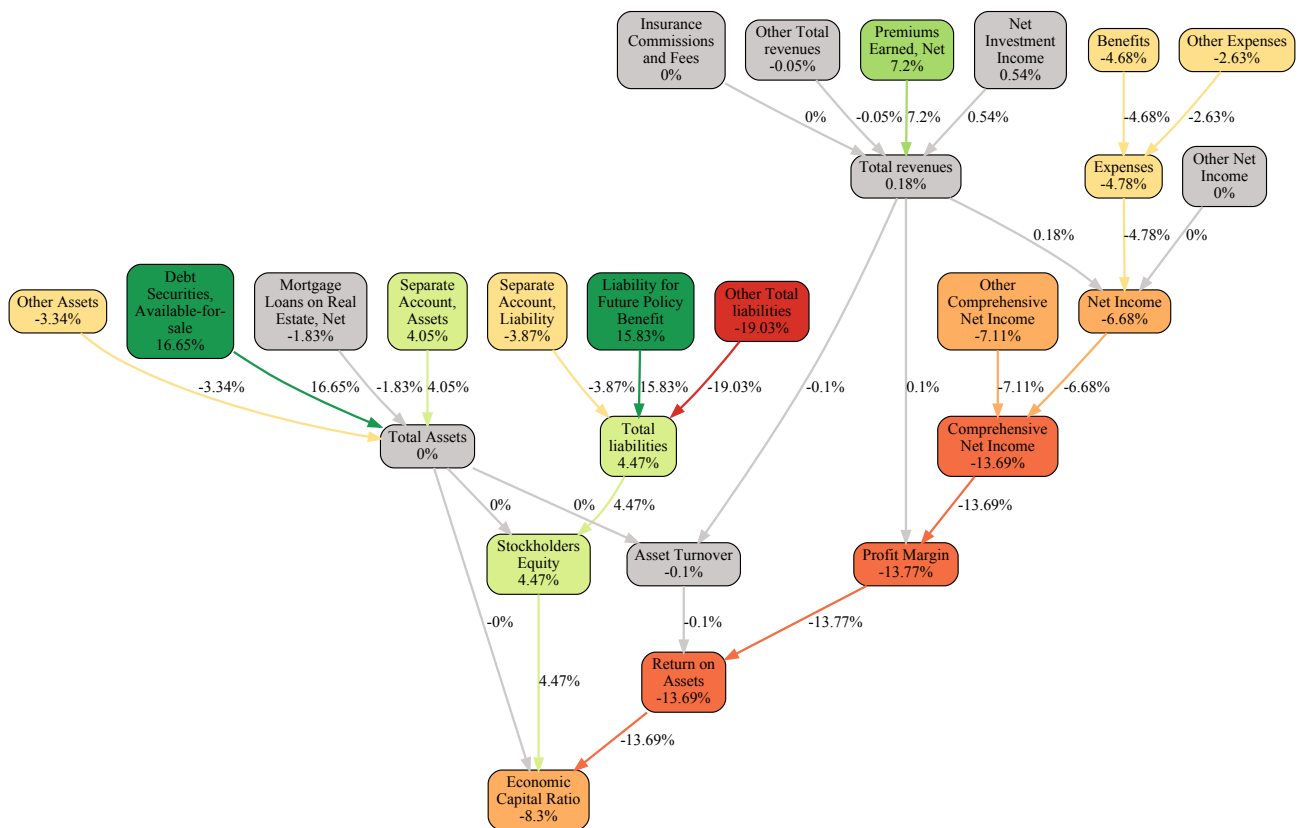 Insurance
Commissions
and Fees
0%
Other Total
revenues
-0.05%
Premiums
Earned, Net
7.2%
Net
Investment
Income
0.54%
Benefits
-4.68%
Other Expenses
-2.63%
0%
-0.05%
7.2%
0.54%
-4.68%
-2.63%
Total revenues
0.18%
Expenses
-4.78%
Other Net
Income
0%
0.18%
-4.78%
0%
Other Assets
-3.34%
Debt
Securities,
Available-for-
sale
16.65%
Mortgage
Loans on Real
Estate, Net
-1.83%
Separate
Account,
Assets
4.05%
Separate
Account,
Liability
-3.87%
Liability for
Future Policy
Benefit
15.83%
Other Total
liabilities
-19.03%
Other
Comprehensive
Net Income
-7.11%
Net Income
-6.68%
-3.34%
16.65%
-1.83%
4.05%
-3.87%
15.83%
-19.03%
-0.1%
0.1%
-7.11%
-6.68%
Total Assets
0%
Total
liabilities
4.47%
Comprehensive
Net Income
-13.69%
0%
0%
4.47%
-13.69%
Stockholders
Equity
4.47%
Asset Turnover
-0.1%
Profit Margin
-13.77%
-0%
-0.1%
-13.77%
Return on
Assets
-13.69%
4.47%
-13.69%
Economic
Capital Ratio
-8.3%